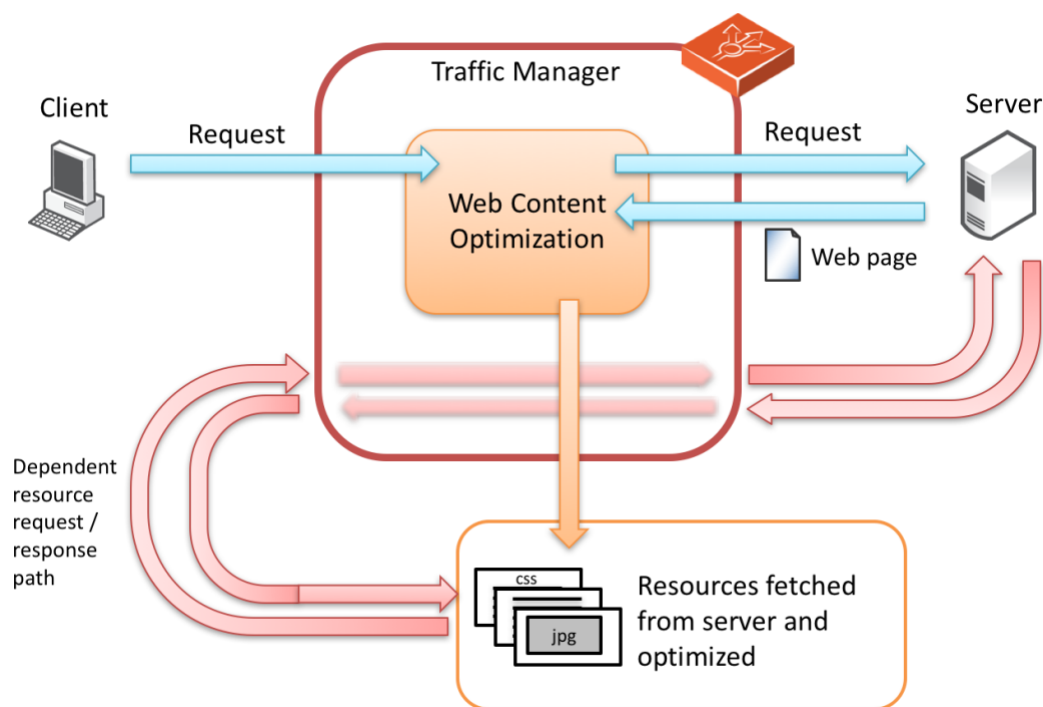 Traffic Manager
Client
Server
Request
Request
Web Content
Optimization
Web page
Dependent
resource
request /
response
path
css
jpg
Resources fetched
from server and
optimized